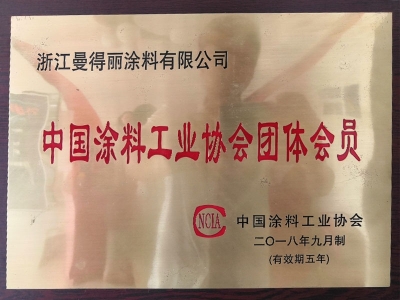 浙江曼得丽涂料有限公司
中国涂料工业协会团体会员
NCIA
中国涂料工业协会
二〇一八年九月制
(有效期五年)